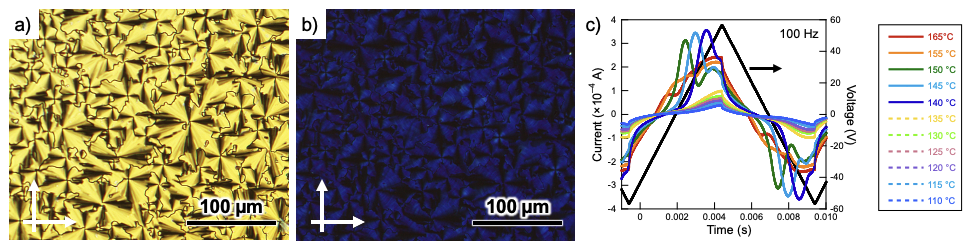 a)
100 µm
b)
100 µm
c)
100 Hz
Current (×10⁻⁴ A)
4
3
2
1
0
-1
-2
-3
-4
0
0.002
0.004
0.006
0.008
0.010
Time (s)
60
40
20
0
-20
-40
-60
Voltage (V)
165°C
155 °C
150 °C
145 °C
140 °C
135 °C
130 °C
125 °C
120 °C
115 °C
110 °C